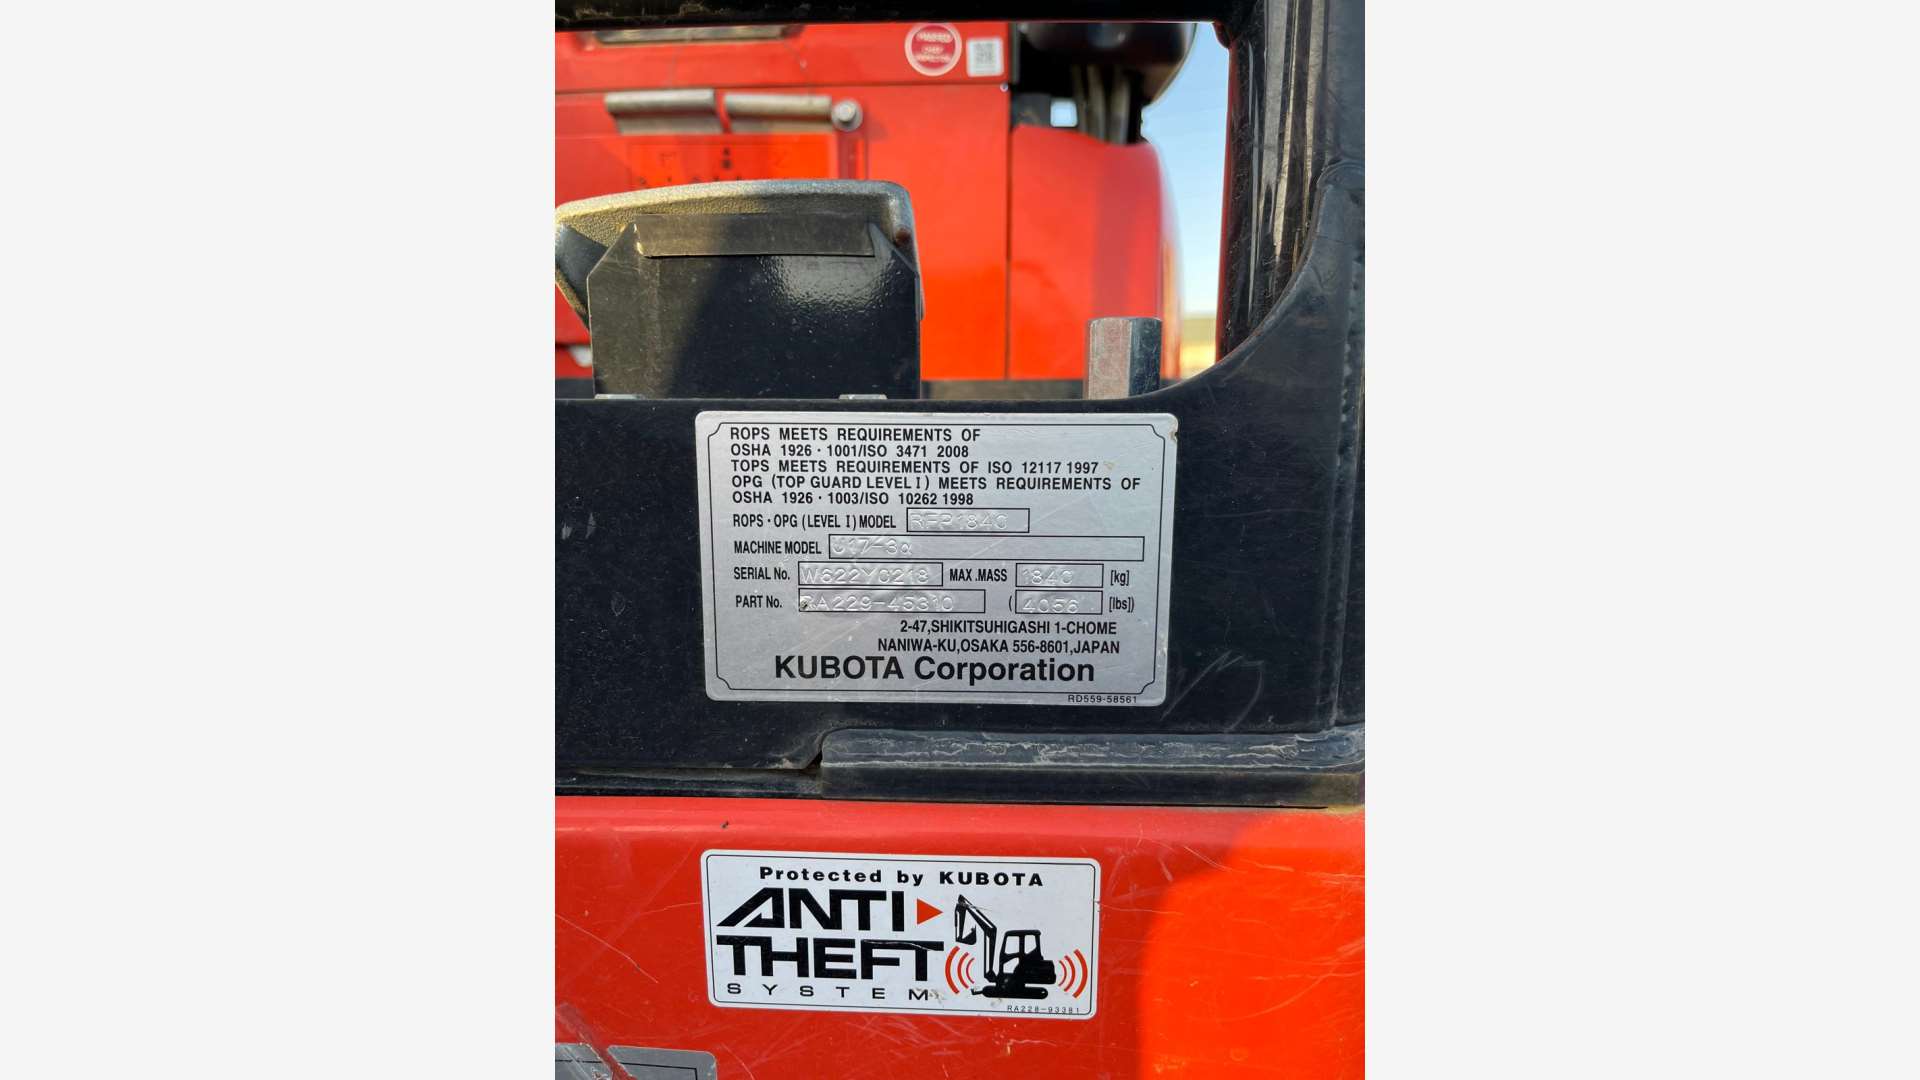 ROPS MEETS REQUIREMENTS OF
OSHA 1926・1001/ISO 3471 2008
TOPS MEETS REQUIREMENTS OF ISO 12117 1997
OPG (TOP GUARD LEVEL I) MEETS REQUIREMENTS OF
OSHA 1926・1003/ISO 10262 1998
ROPS・OPG (LEVEL I) MODEL RFP1840
MACHINE MODEL U17-3α
SERIAL No. W622Y0218 MAX.MASS 1840 [kg]
PART No. RA229-45310 (4056 [lbs])
2-47,SHIKITSUHIGASHI 1-CHOME
NANIWA-KU,OSAKA 556-8601,JAPAN
KUBOTA Corporation
RD559-58561
Protected by KUBOTA
ANTI
THEFT
SYSTEM
RA228-93381